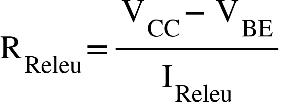 R_Releu = (V_CC − V_BE) / I_Releu